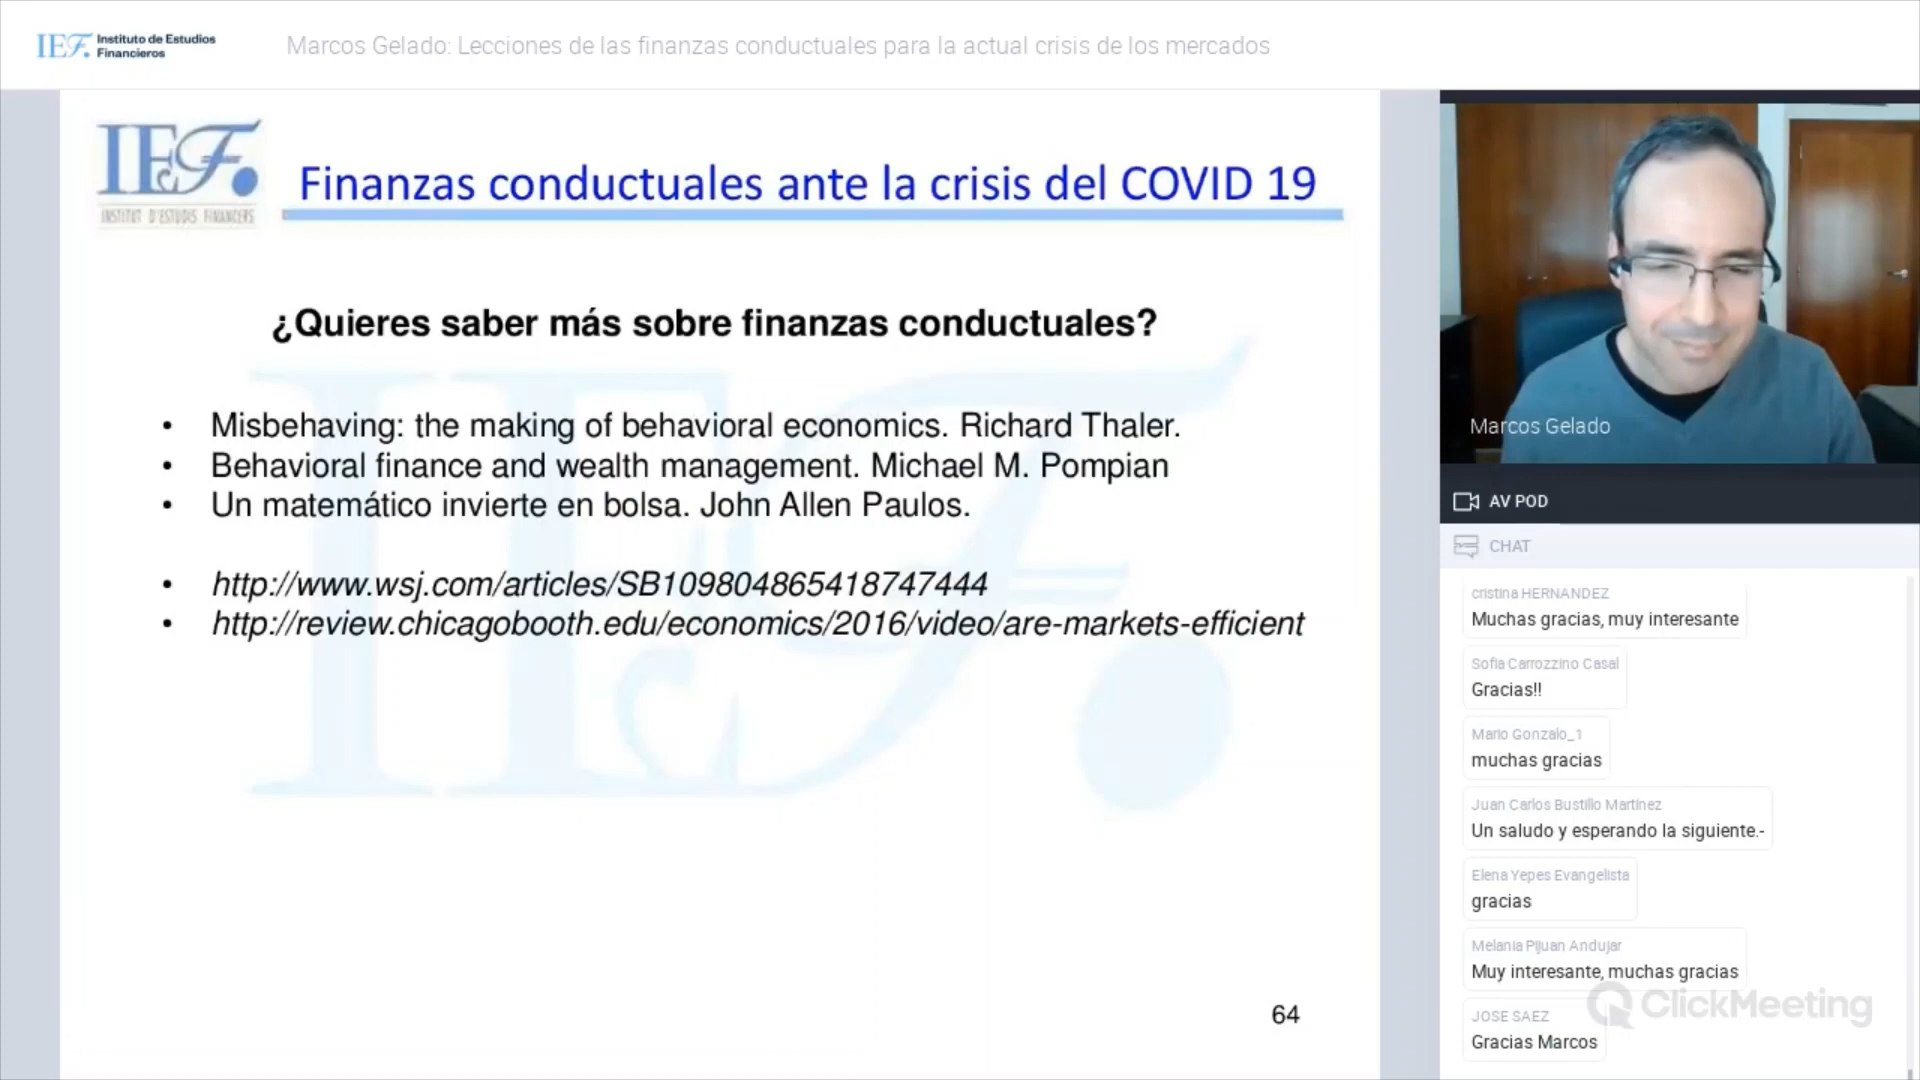 IEF. Instituto de Estudios
Financieros
Marcos Gelado: Lecciones de las finanzas conductuales para la actual crisis de los mercados
IEF.
INSTITUT D'ESTUDIS FINANCERS
Finanzas conductuales ante la crisis del COVID 19
¿Quieres saber más sobre finanzas conductuales?
• Misbehaving: the making of behavioral economics. Richard Thaler.
• Behavioral finance and wealth management. Michael M. Pompian
• Un matemático invierte en bolsa. John Allen Paulos.
• http://www.wsj.com/articles/SB109804865418747444
• http://review.chicagobooth.edu/economics/2016/video/are-markets-efficient
64
Marcos Gelado
AV POD
CHAT
cristina HERNANDEZ
Muchas gracias, muy interesante
Sofia Carrozzino Casal
Gracias!!
Mario Gonzalo_1
muchas gracias
Juan Carlos Bustillo Martínez
Un saludo y esperando la siguiente.-
Elena Yepes Evangelista
gracias
Melania Pijuan Andujar
Muy interesante, muchas gracias
ClickMeeting
JOSE SAEZ
Gracias Marcos